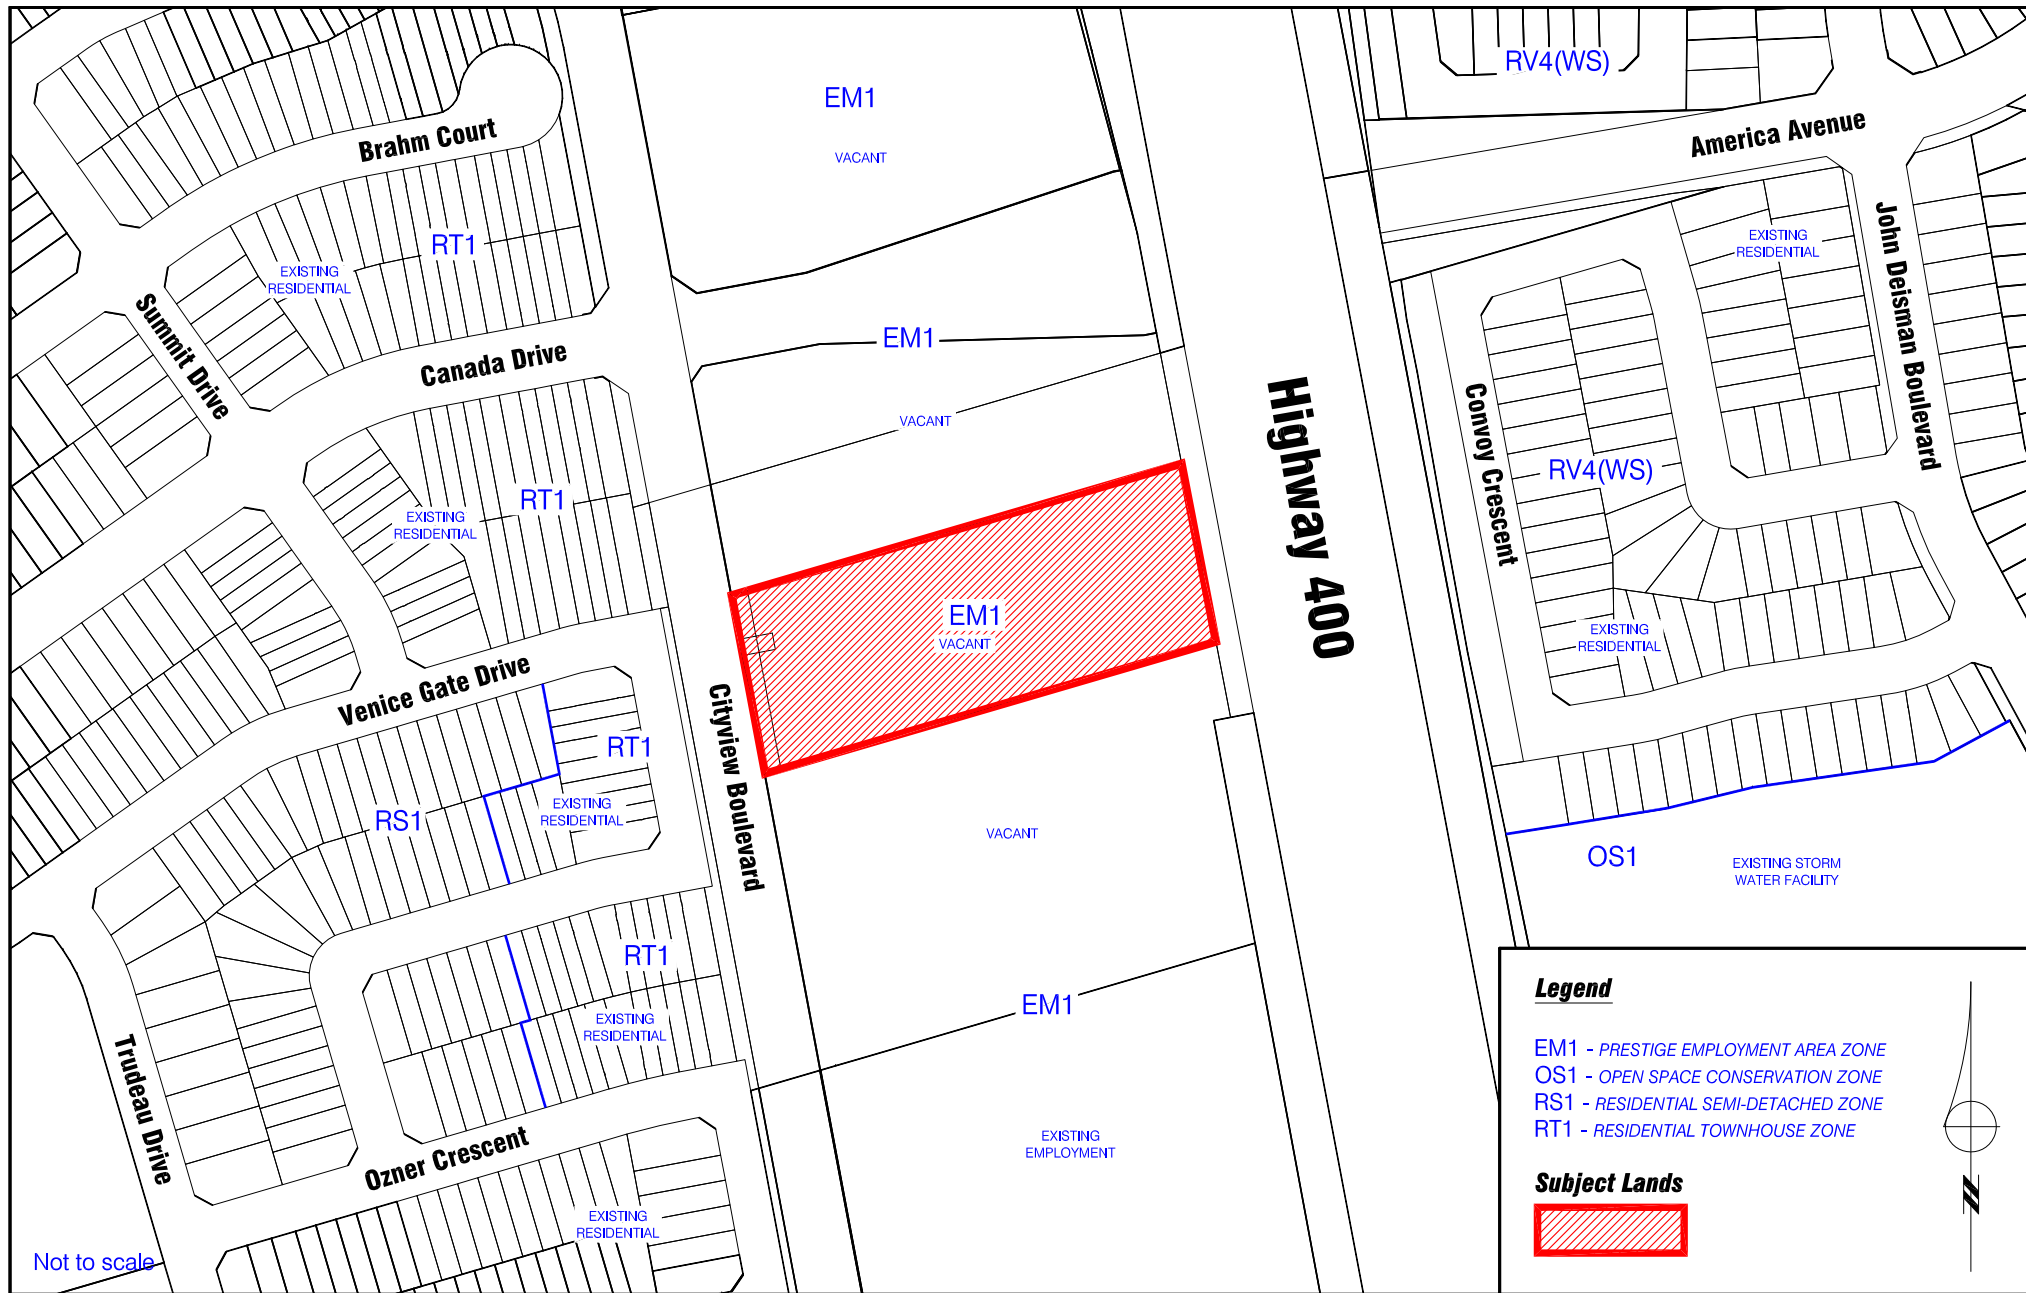 RV4(WS)
EM1
VACANT
America Avenue
Brahm Court
RT1
EXISTING
RESIDENTIAL
EXISTING
RESIDENTIAL
John Deisman Boulevard
Summit Drive
Canada Drive
EM1
VACANT
Highway 400
Convoy Crescent
RV4(WS)
RT1
EXISTING
RESIDENTIAL
EM1
VACANT
EXISTING
RESIDENTIAL
Venice Gate Drive
Cityview Boulevard
RT1
EXISTING
RESIDENTIAL
RS1
VACANT
OS1
EXISTING STORM
WATER FACILITY
RT1
EXISTING
RESIDENTIAL
EM1
Trudeau Drive
Ozner Crescent
EXISTING
EMPLOYMENT
EXISTING
RESIDENTIAL
Not to scale
Legend
EM1 - PRESTIGE EMPLOYMENT AREA ZONE
OS1 - OPEN SPACE CONSERVATION ZONE
RS1 - RESIDENTIAL SEMI-DETACHED ZONE
RT1 - RESIDENTIAL TOWNHOUSE ZONE
Subject Lands
N